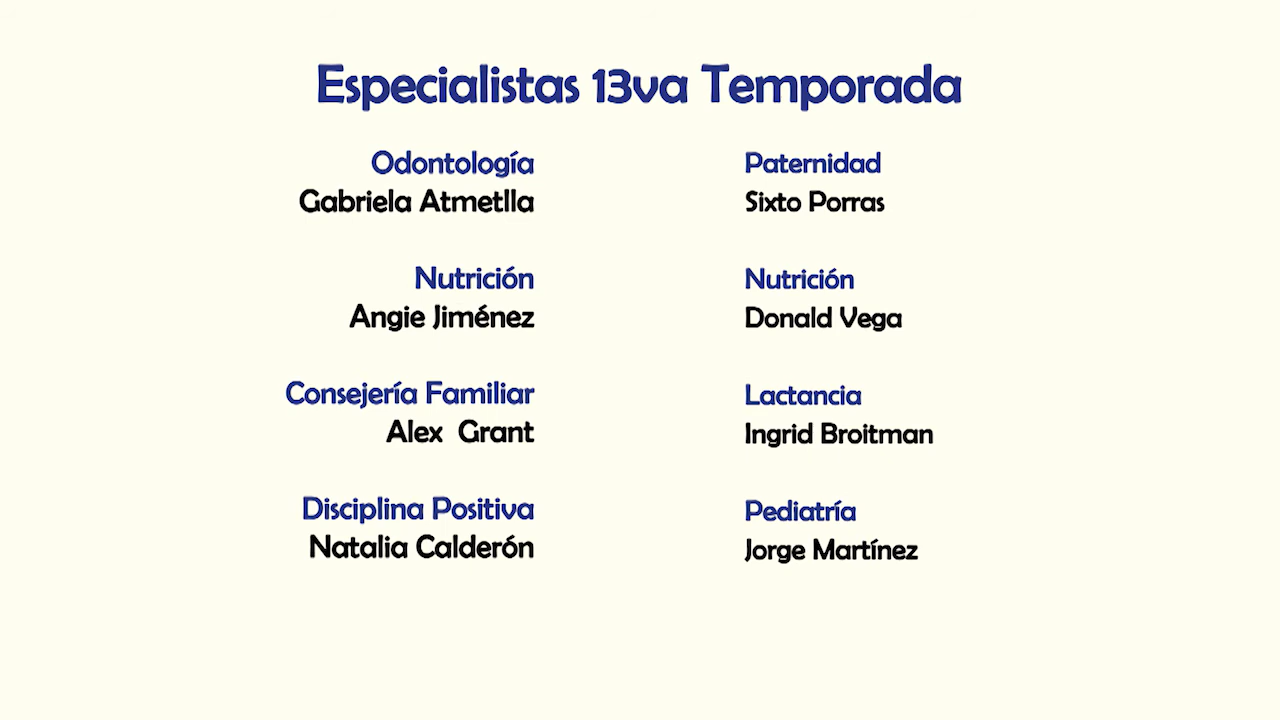 Especialistas 13va Temporada
Odontología
Gabriela Atmetlla
Nutrición
Angie Jiménez
Consejería Familiar
Alex Grant
Disciplina Positiva
Natalia Calderón
Paternidad
Sixto Porras
Nutrición
Donald Vega
Lactancia
Ingrid Broitman
Pediatría
Jorge Martínez